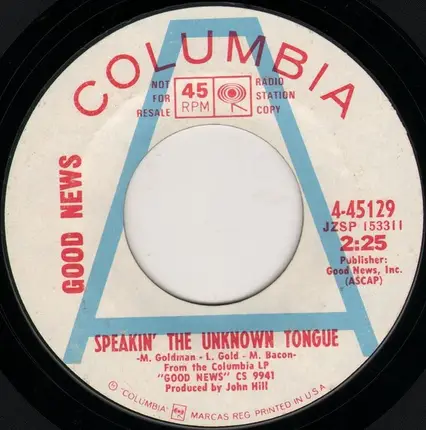 COLUMBIA
NOT FOR RESALE
45 RPM
RADIO STATION COPY
GOOD NEWS
4-45129
JZSP 153311
2:25
Publisher:
Good News, Inc.
(ASCAP)
SPEAKIN' THE UNKNOWN TONGUE
-M. Goldman - L. Gold - M. Bacon-
From the Columbia LP
"GOOD NEWS" CS 9941
Produced by John Hill
© "COLUMBIA" MARCAS REG. PRINTED IN U.S.A.
A